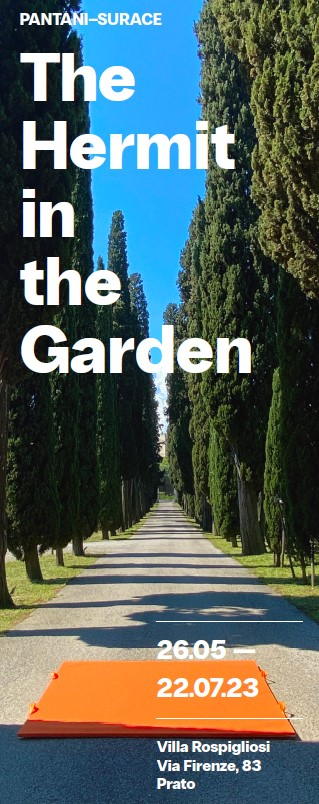 PANTANI–SURACE
The
Hermit
in
the
Garden
26.05 —
22.07.23
Villa Rospigliosi
Via Firenze, 83
Prato